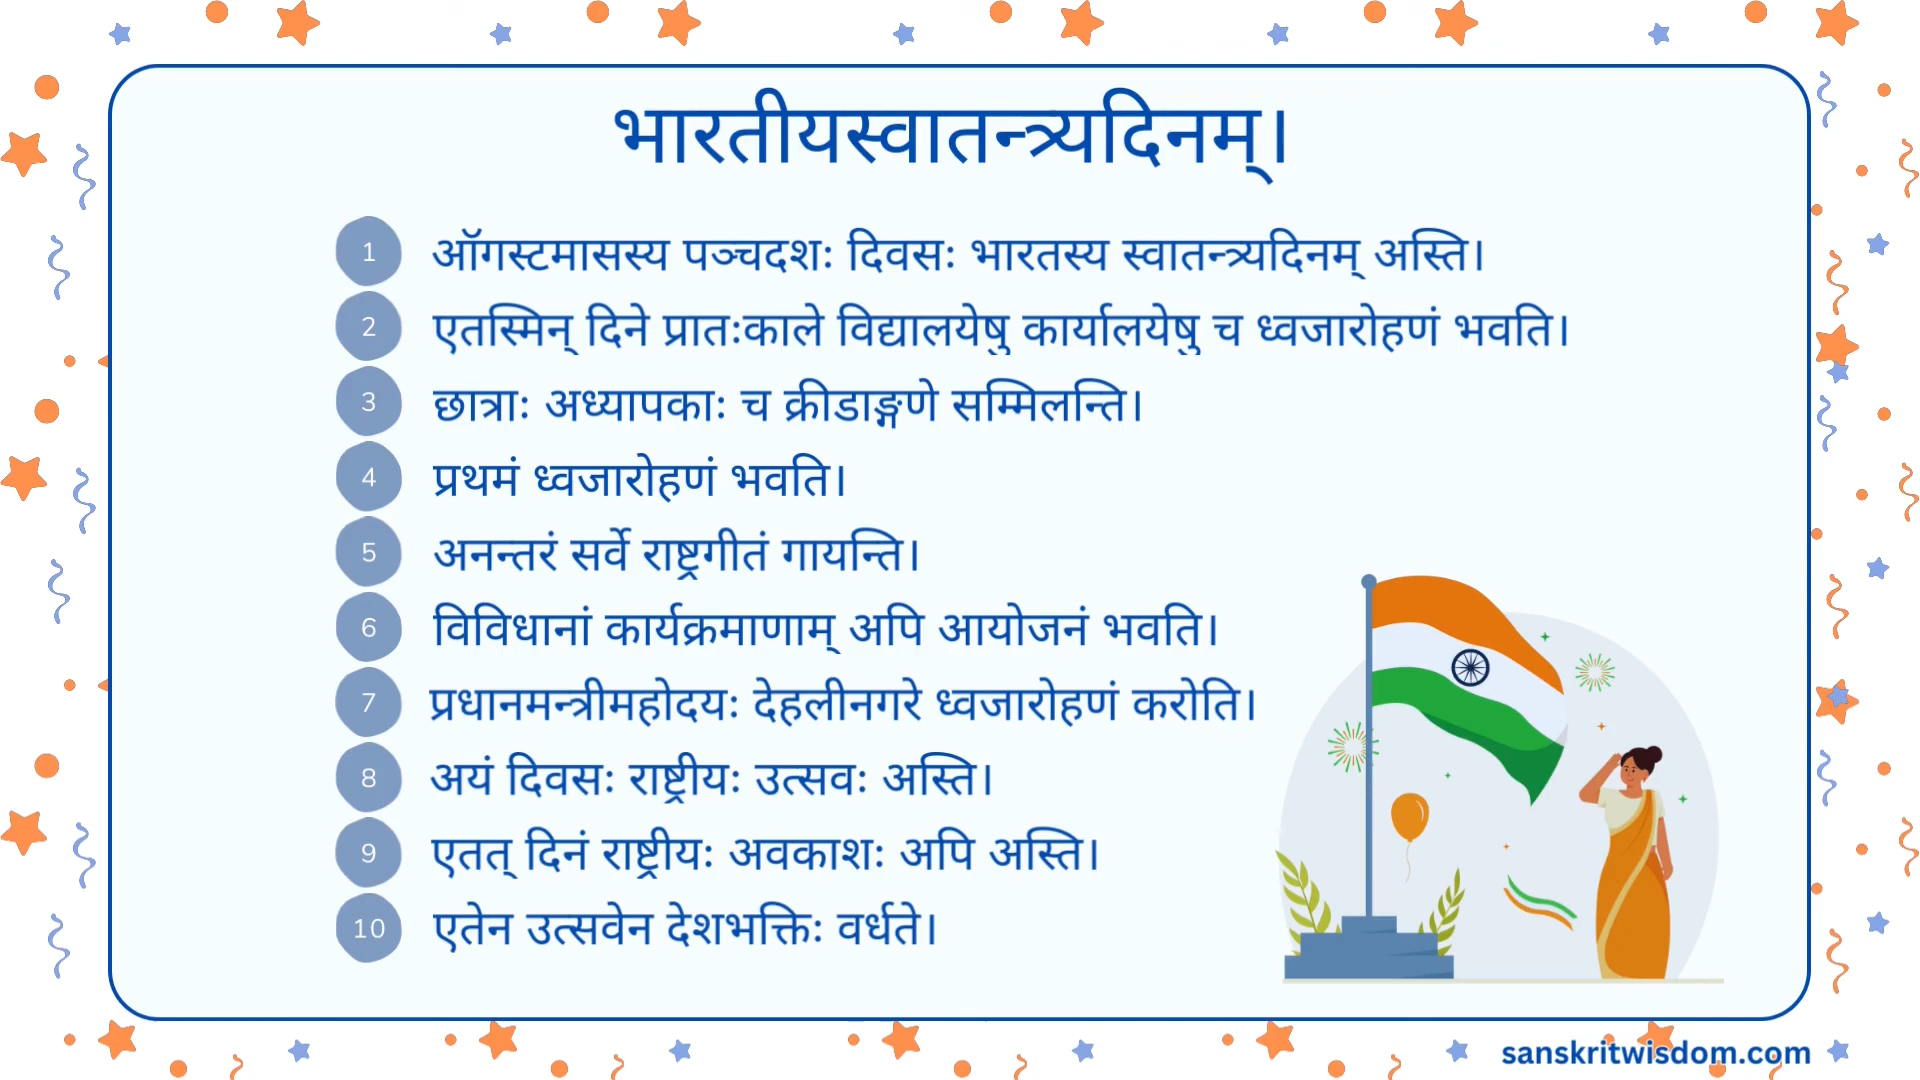 भारतीयस्वातन्त्र्यदिनम्।
1 ऑगस्टमासस्य पञ्चदशः दिवसः भारतस्य स्वातन्त्र्यदिनम् अस्ति।
2 एतस्मिन् दिने प्रातःकाले विद्यालयेषु कार्यालयेषु च ध्वजारोहणं भवति।
3 छात्राः अध्यापकाः च क्रीडाङ्गणे सम्मिलन्ति।
4 प्रथमं ध्वजारोहणं भवति।
5 अनन्तरं सर्वे राष्ट्रगीतं गायन्ति।
6 विविधानां कार्यक्रमाणाम् अपि आयोजनं भवति।
7 प्रधानमन्त्रीमहोदयः देहलीनगरे ध्वजारोहणं करोति।
8 अयं दिवसः राष्ट्रीयः उत्सवः अस्ति।
9 एतत् दिनं राष्ट्रीयः अवकाशः अपि अस्ति।
10 एतेन उत्सवेन देशभक्तिः वर्धते।
sanskritwisdom.com